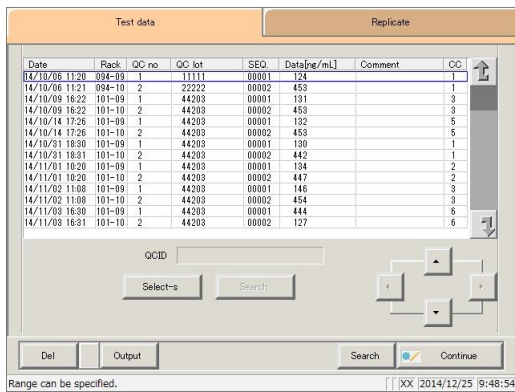 Test data Replicate
Date Rack QC no QC lot SEQ. Data[ng/mL] Comment CC
14/10/06 11:20 094-09 1 11111 00001 124 1
14/10/06 11:21 094-10 2 22222 00002 453 1
14/10/09 16:22 101-09 1 44203 00001 131 3
14/10/09 16:22 101-10 2 44203 00002 453 3
14/10/14 17:26 101-09 1 44203 00001 132 5
14/10/14 17:26 101-10 2 44203 00002 453 5
14/10/31 18:30 101-09 1 44203 00001 130 1
14/10/31 18:31 101-10 2 44203 00002 442 1
14/11/01 10:20 101-09 1 44203 00001 134 2
14/11/01 10:20 101-10 2 44203 00002 447 2
14/11/02 11:08 101-09 1 44203 00001 146 3
14/11/02 11:08 101-10 2 44203 00002 454 3
14/11/03 16:30 101-09 1 44203 00001 444 6
14/11/03 16:31 101-10 2 44203 00002 127 6
QCID
Select-s Search
Del Output Search Continue
Range can be specified. XX 2014/12/25 9:48:54